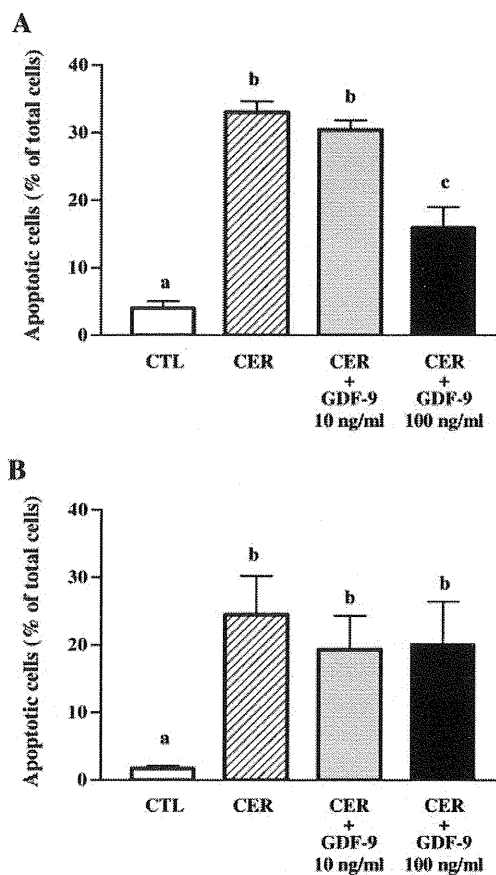 A
Apoptotic cells (% of total cells)
40
30
20
10
0
a
b
b
c
CTL
CER
CER
+
GDF-9
10 ng/ml
CER
+
GDF-9
100 ng/ml
B
Apoptotic cells (% of total cells)
40
30
20
10
0
a
b
b
b
CTL
CER
CER
+
GDF-9
10 ng/ml
CER
+
GDF-9
100 ng/ml